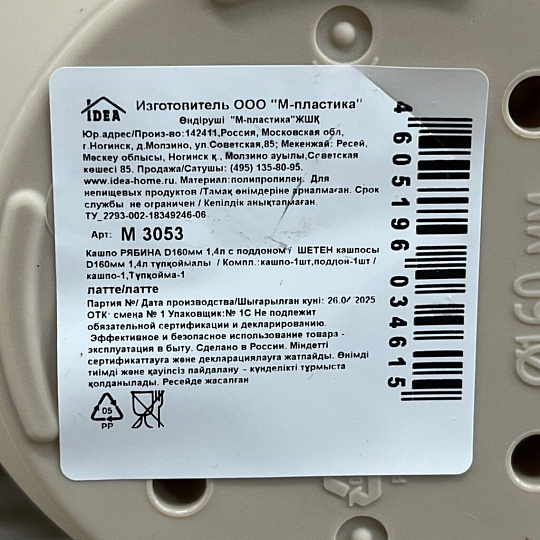 IDEA
Изготовитель ООО "М-пластика"
Өндіруші "М-пластика"ЖШҚ
Юр.адрес/Произ-во:142411,Россия, Московская обл,
г.Ногинск, д.Молзино, ул.Советская,85; Мекенжай: Ресей,
Мәскеу облысы, Ногинск қ., Молзино ауылы,Советская
көшесі 85. Продажа/Сатушы: (495) 135-80-95.
www.idea-home.ru. Материал:полипропилен. Для
непищевых продуктов /Тамақ өнімдеріне арналмаған. Срок
службы не ограничен / Кепілдік анықталмаған.
ТУ_2293-002-18349246-06
Арт: М 3053
Кашпо РЯБИНА D160мм 1,4л с поддоном / ШЕТЕН кашпосы
D160мм 1,4л түпқоймалы / Компл.:кашпо-1шт,поддон-1шт /
кашпо-1,Түпқойма-1
латте/латте
Партия №/ Дата производства/Шығарылған күні: 26.0 2025
ОТК: смена № 1 Упаковщик:№ 1С Не подлежит
обязательной сертификации и декларированию.
Эффективное и безопасное использование товара -
эксплуатация в быту. Сделано в России. Міндетті
сертификаттауға және декларациялауға жатпайды. Өнімді
тиімді және қауіпсіз пайдалану – күнделікті тұрмыста
қолданылады. Ресейде жасалған
05
PP
4 605196 034615
Ø160 мм